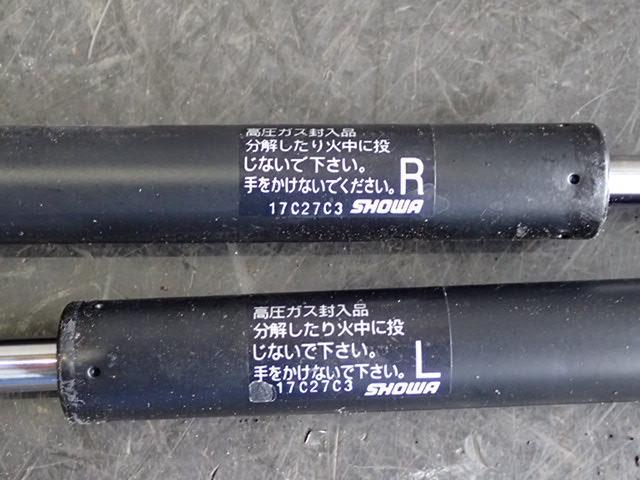 高圧ガス封入品
分解したり火中に投
じないで下さい。
手をかけないでください。 R
17C27C3 SHOWA
高圧ガス封入品
分解したり火中に投
じないで下さい。
手をかけないで下さい。 L
17C27C3 SHOWA